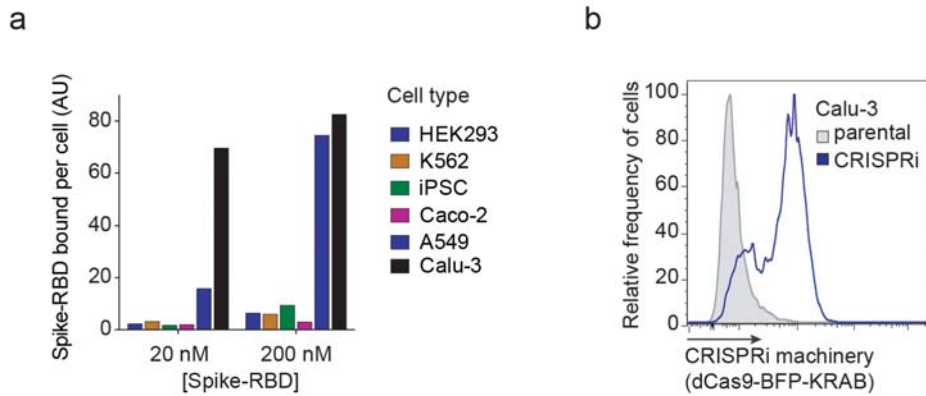 a
Spike-RBD bound per cell (AU)
80
60
40
20
0
20 nM 200 nM
[Spike-RBD]
Cell type
HEK293
K562
iPSC
Caco-2
A549
Calu-3
b
Relative frequency of cells
100
80
60
40
20
0
Calu-3
parental
CRISPRi
CRISPRi machinery
(dCas9-BFP-KRAB)